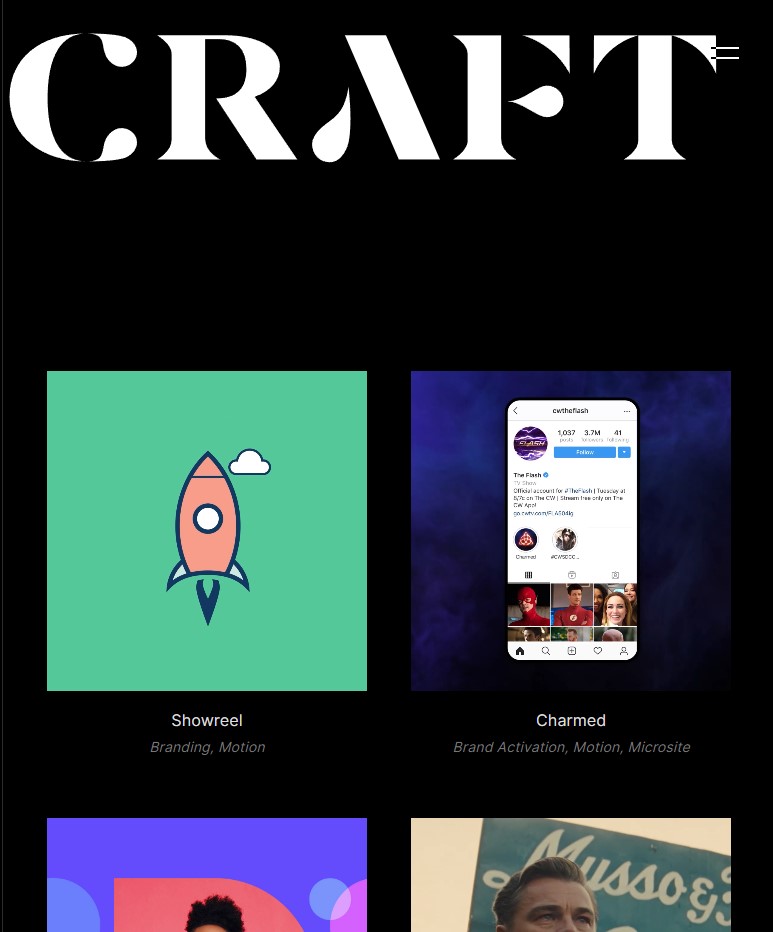 CRAFT
cwtheflash
1,037 3.7M 41
posts followers following
Follow
The Flash
TV Show
Official account for #TheFlash | Tuesday at
8/7c on The CW | Stream free only on The
CW App!
Charmed #CWSDCC...
Showreel
Branding, Motion
Charmed
Brand Activation, Motion, Microsite
Musso &